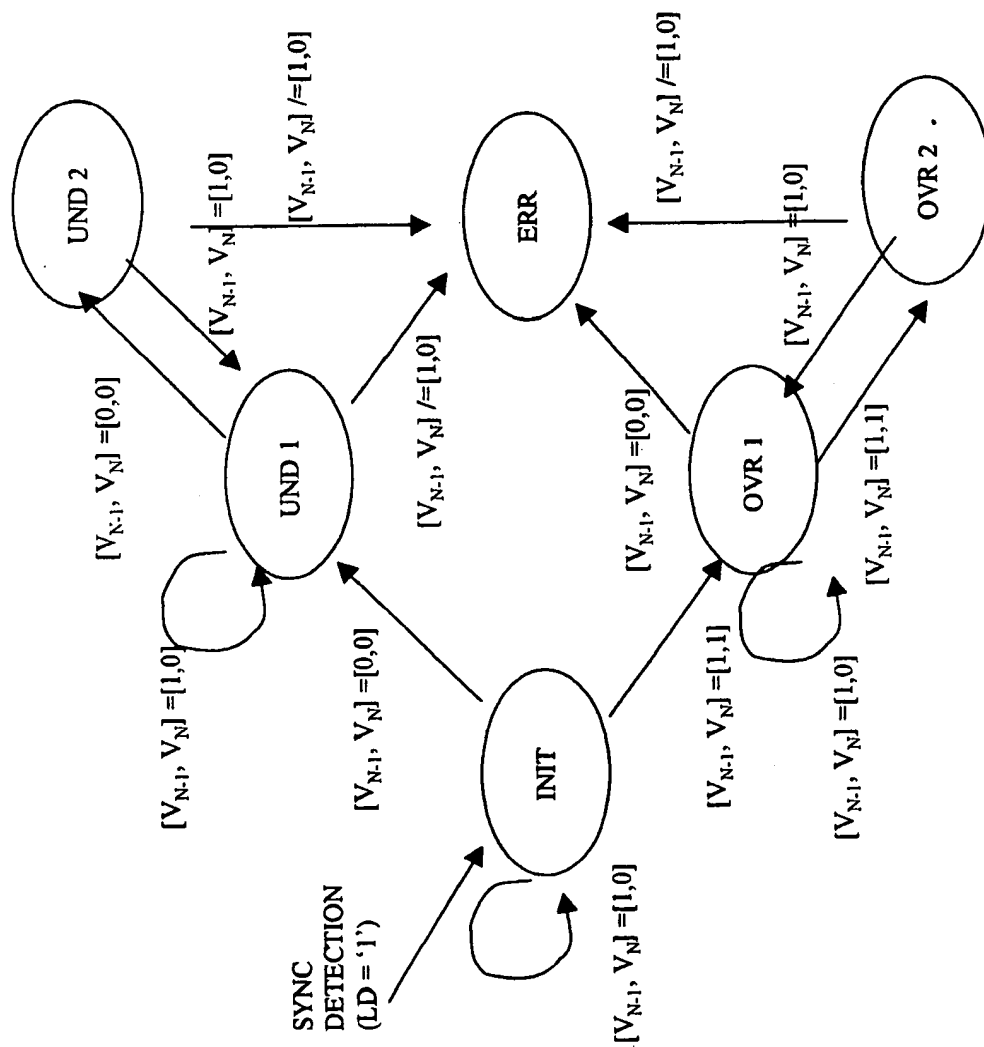 SYNC
DETECTION
(LD = ‘1’)
[V_{N-1}, V_N] =[1,0]
INIT
[V_{N-1}, V_N] =[1,0]
[V_{N-1}, V_N] =[0,0]
[V_{N-1}, V_N] =[1,1]
[V_{N-1}, V_N] =[1,0]
UND 1
[V_{N-1}, V_N] =[0,0]
[V_{N-1}, V_N] =[1,0]
[V_{N-1}, V_N] /=[1,0]
UND 2
[V_{N-1}, V_N] /=[1,0]
ERR
[V_{N-1}, V_N] =[0,0]
OVR 1
[V_{N-1}, V_N] =[1,1]
[V_{N-1}, V_N] =[1,0]
[V_{N-1}, V_N] /=[1,0]
OVR 2